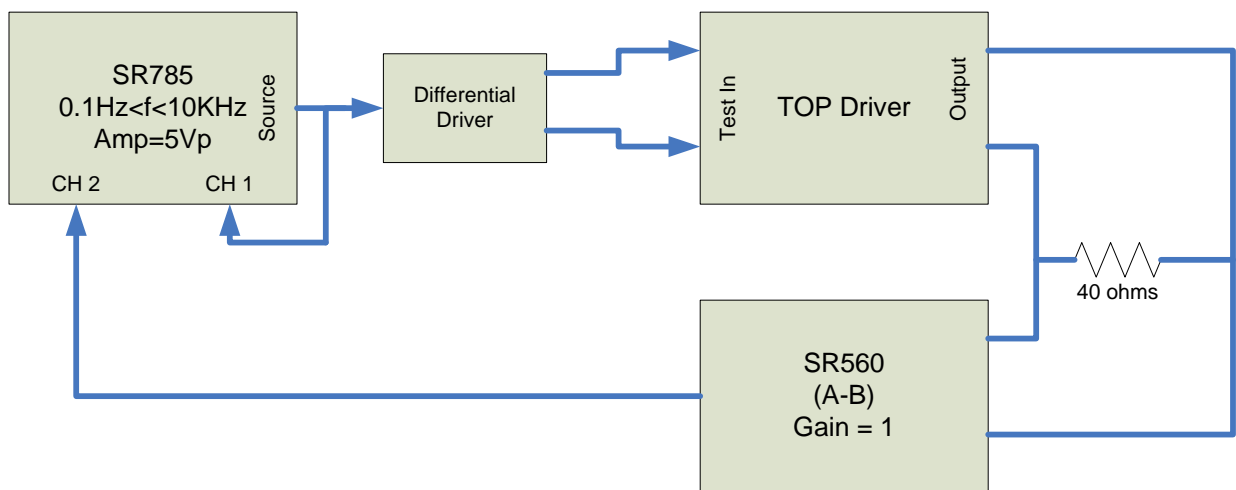 SR785
0.1Hz<f<10KHz
Amp=5Vp
Source
CH 2
CH 1
Differential
Driver
Test In
TOP Driver
Output
40 ohms
SR560
(A-B)
Gain = 1